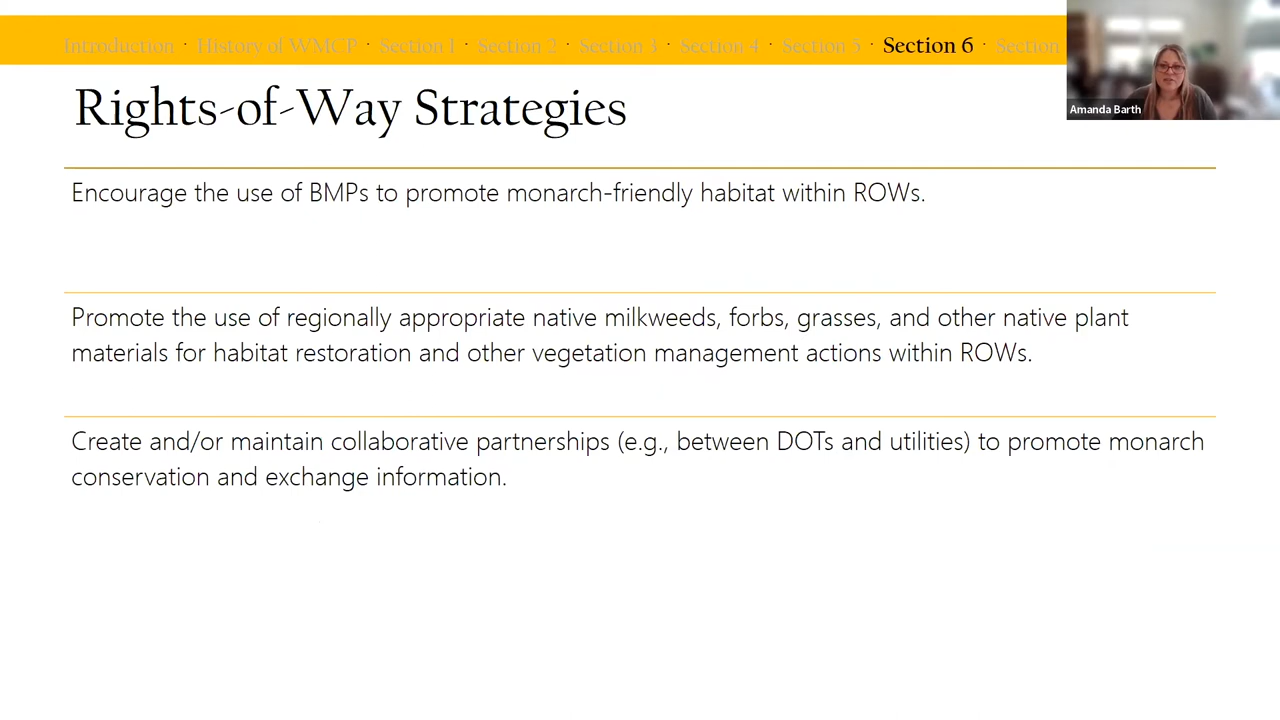 Introduction · History of WMCP · Section 1 · Section 2 · Section 3 · Section 4 · Section 5 · Section 6 · Section
Amanda Barth
Rights-of-Way Strategies
Encourage the use of BMPs to promote monarch-friendly habitat within ROWs.
Promote the use of regionally appropriate native milkweeds, forbs, grasses, and other native plant
materials for habitat restoration and other vegetation management actions within ROWs.
Create and/or maintain collaborative partnerships (e.g., between DOTs and utilities) to promote monarch
conservation and exchange information.